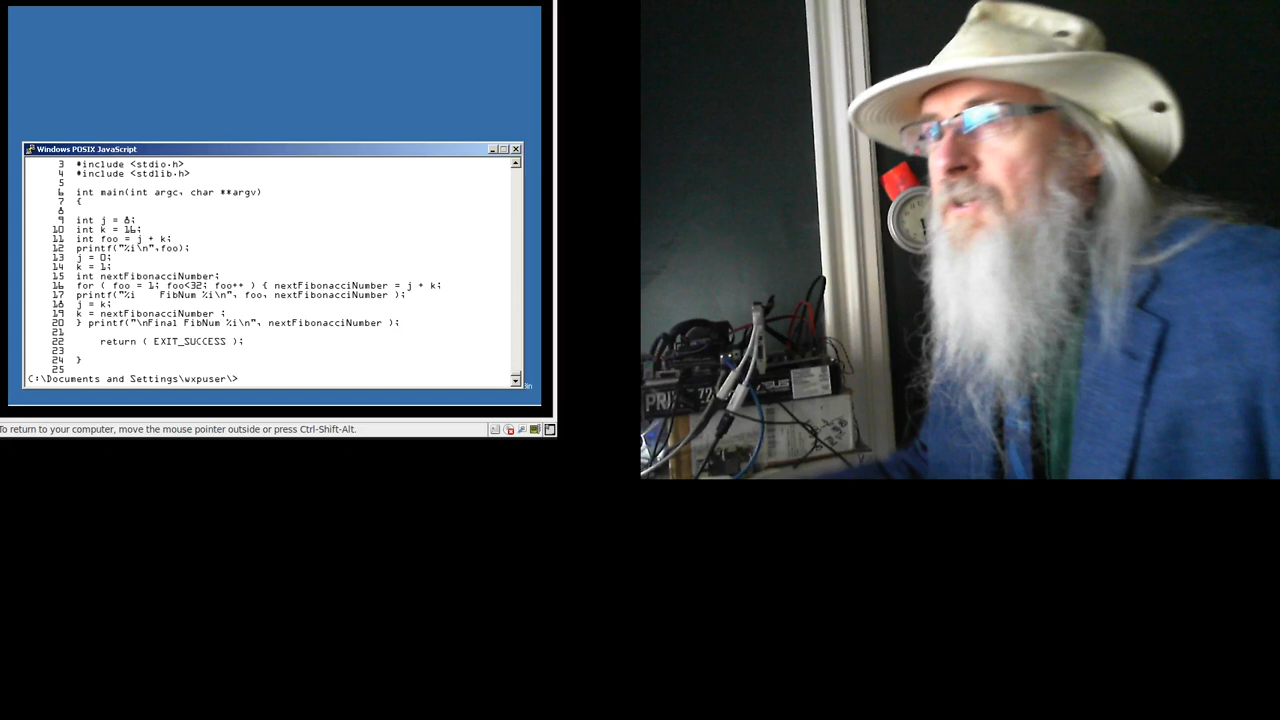 Windows POSIX JavaScript
3 #include <stdio.h>
4 #include <stdlib.h>
5
6 int main(int argc, char **argv)
7 {
8
9 int j = 8;
10 int k = 16;
11 int foo = j + k;
12 printf("%i\n",foo);
13 j = 0;
14 k = 1;
15 int nextFibonacciNumber;
16 for ( foo = 1; foo<32; foo++ ) { nextFibonacciNumber = j + k;
17 printf("%i    FibNum %i\n", foo, nextFibonacciNumber );
18 j = k;
19 k = nextFibonacciNumber ;
20 } printf("\nFinal FibNum %i\n", nextFibonacciNumber );
21
22     return ( EXIT_SUCCESS );
23
24 }
25
C:\Documents and Settings\wxpuser\>
To return to your computer, move the mouse pointer outside or press Ctrl-Shift-Alt.
ASUS